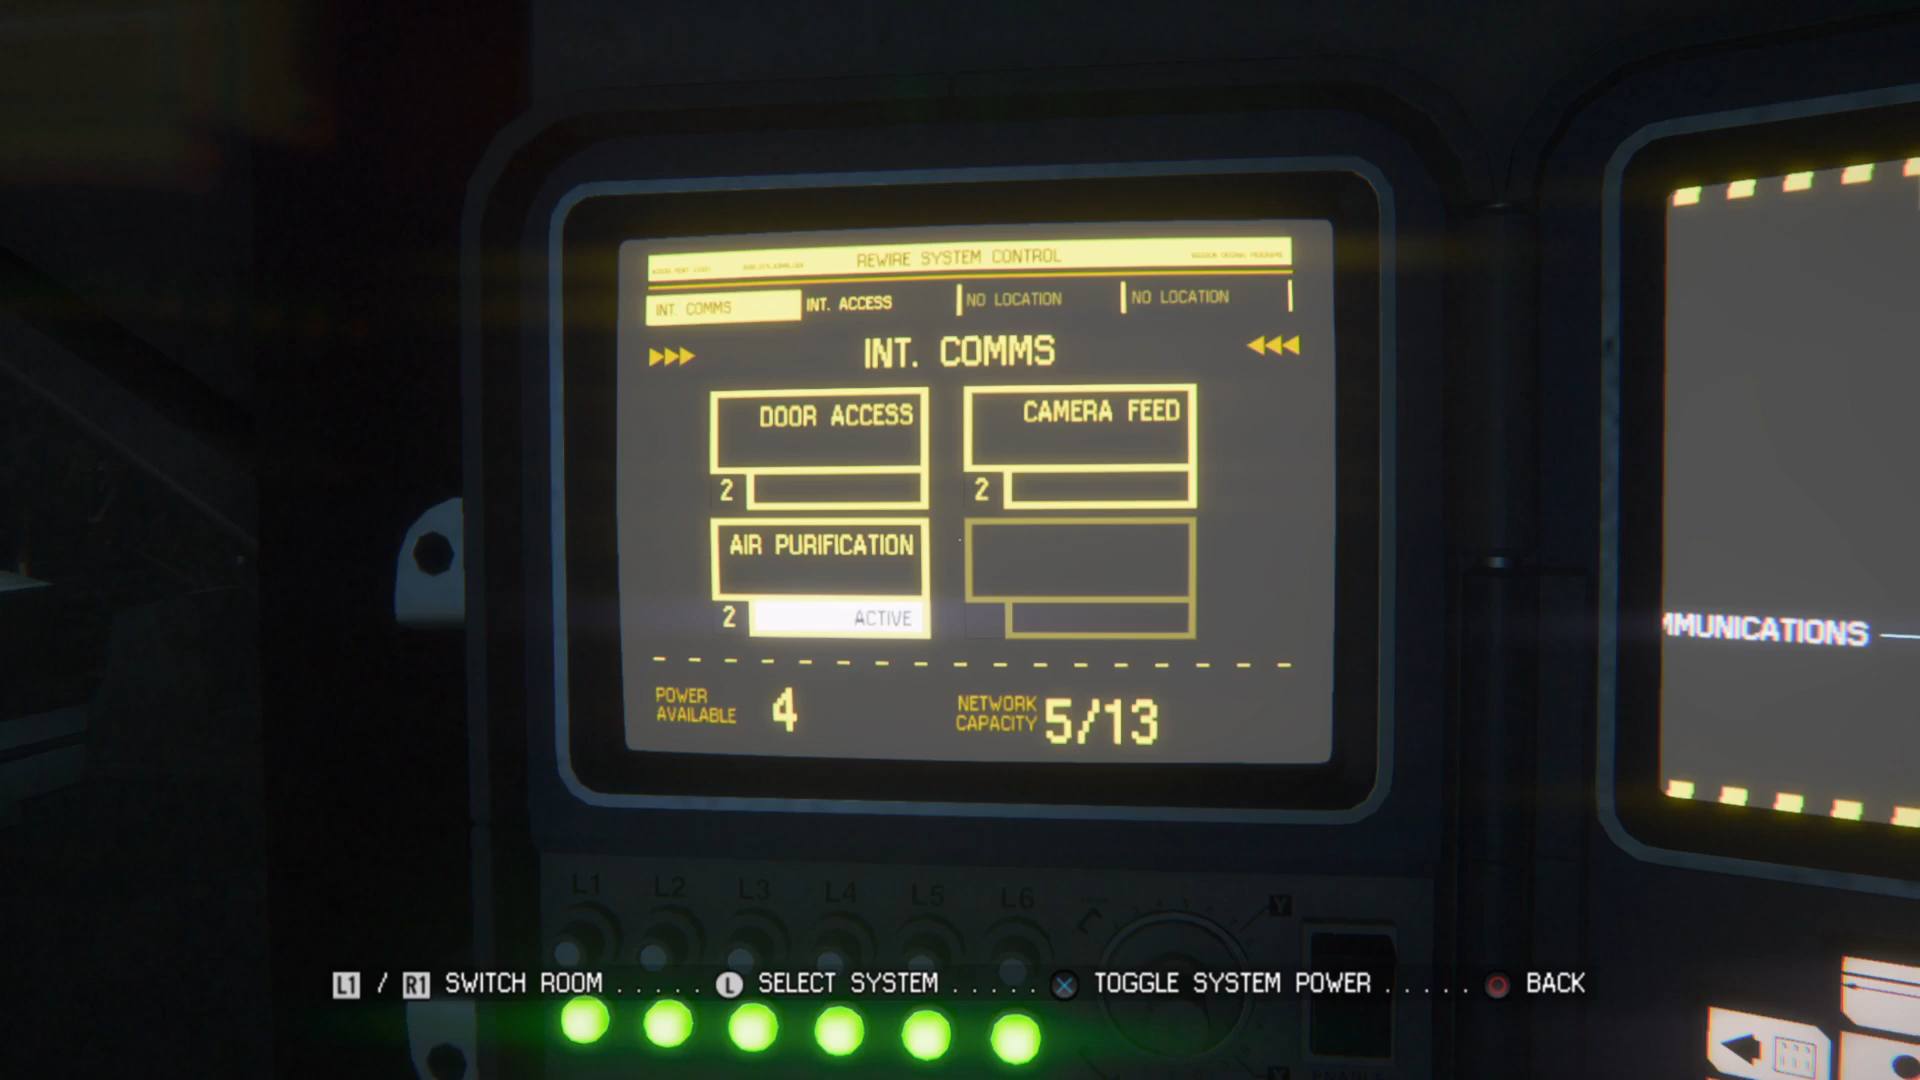 REWIRE SYSTEM CONTROL
INT. COMMS
INT. ACCESS
NO LOCATION
NO LOCATION
INT. COMMS
DOOR ACCESS
CAMERA FEED
2
2
AIR PURIFICATION
2
ACTIVE
POWER
AVAILABLE
4
NETWORK
CAPACITY
5/13
MMUNICATIONS
L1
L2
L3
L4
L5
L6
Y
L1 / R1 SWITCH ROOM ..... L SELECT SYSTEM ..... X TOGGLE SYSTEM POWER ..... O BACK